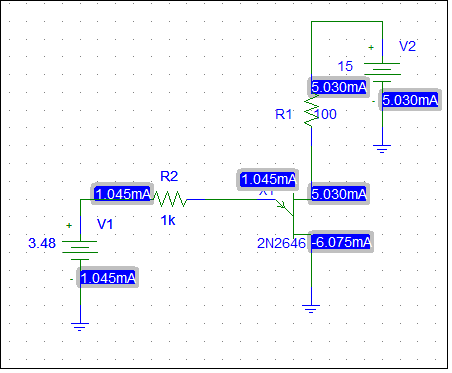 +
V2
15
5.030mA
-
5.030mA
R1
100
R2
1.045mA
1.045mA
5.030mA
+
V1
1k
3.48
2N2646
-6.075mA
-
1.045mA